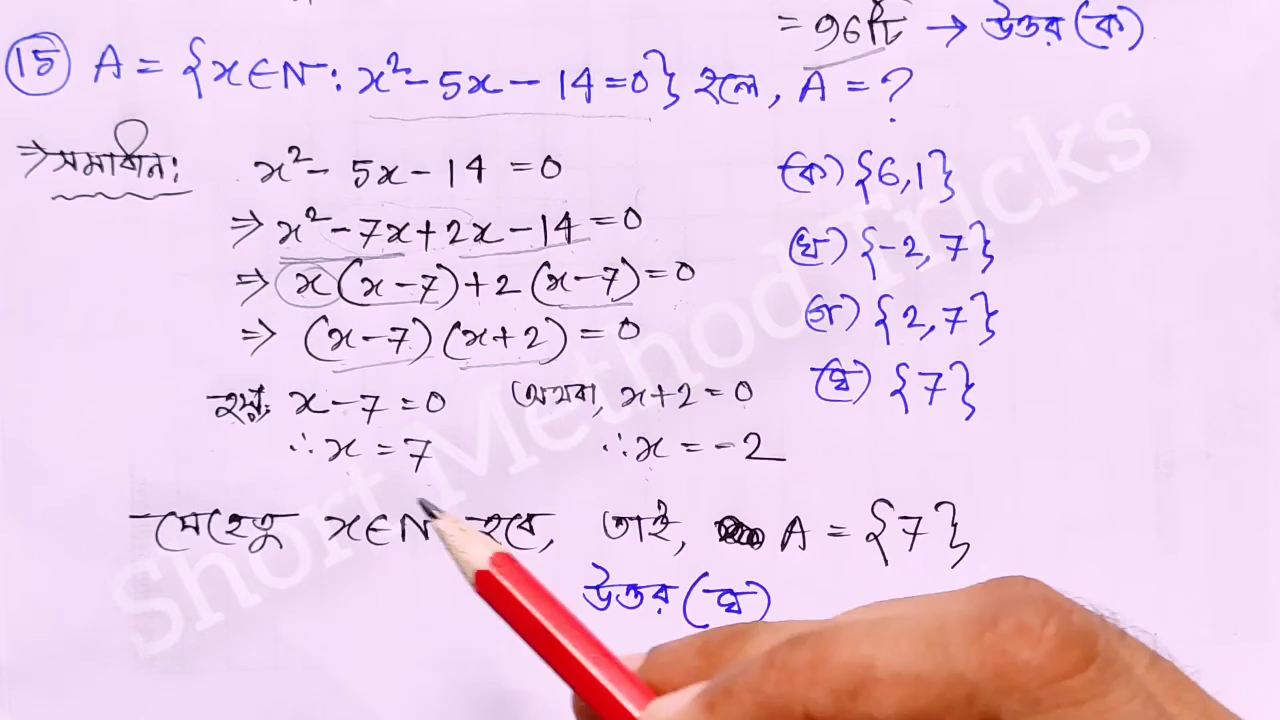 = 96টি → উত্তর (ক)
15) A = {x∈N : x² - 5x - 14 = 0} হলে, A = ?
⇒ সমাধান: x² - 5x - 14 = 0
(ক) {6,1}
⇒ x² - 7x + 2x - 14 = 0
(খ) {-2, 7}
⇒ x(x-7) + 2(x-7) = 0
(গ) {2, 7}
⇒ (x-7)(x+2) = 0
(ঘ) {7}
হয়, x - 7 = 0 অথবা, x + 2 = 0
∴ x = 7 ∴ x = -2
যেহেতু x∈N হবে, তাই, A = {7}
উত্তর (ঘ)
Short Method Tricks